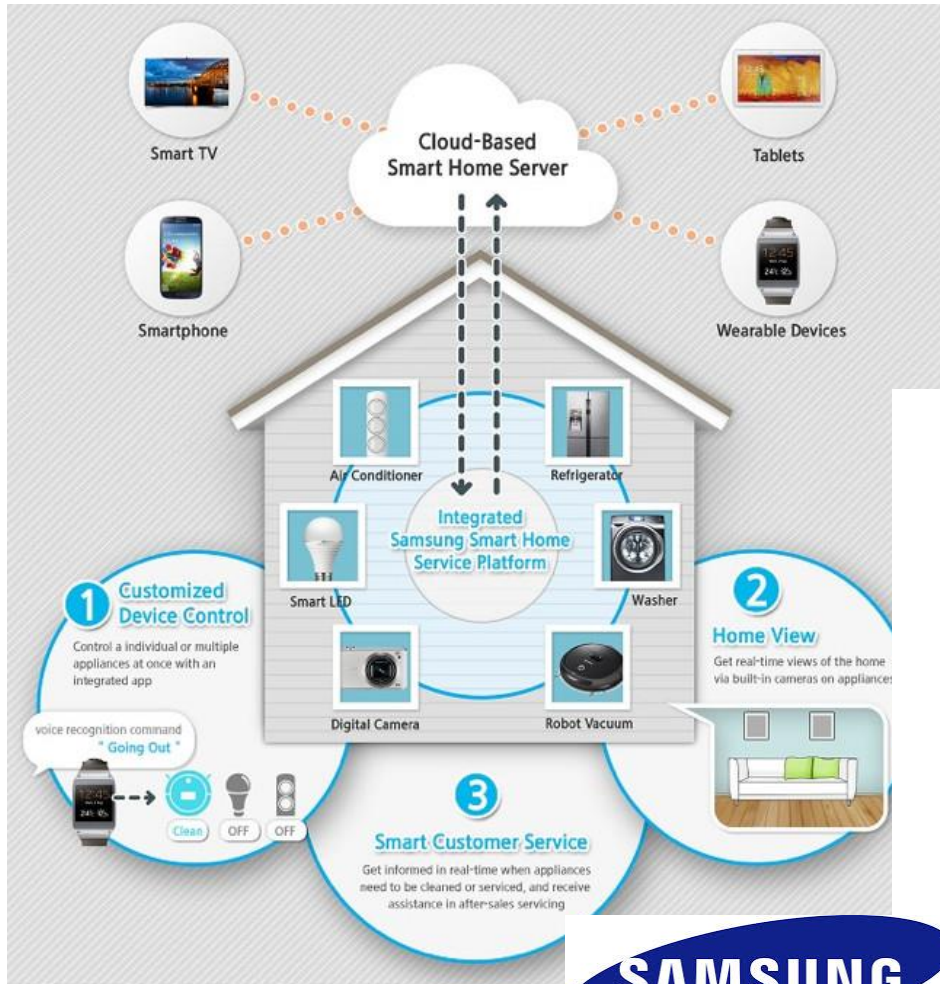 Cloud-Based
Smart Home Server
Smart TV
Tablets
Smartphone
12:45
Wearable Devices
Air Conditioner
Refrigerator
Integrated
Samsung Smart Home
Service Platform
Smart LED
Washer
Digital Camera
Robot Vacuum
1
Customized
Device Control
Control a individual or multiple
appliances at once with an
integrated app
voice recognition command
" Going Out "
12:45
Clean
OFF
OFF
2
Home View
Get real-time views of the home
via built-in cameras on appliances
3
Smart Customer Service
Get informed in real-time when appliances
need to be cleaned or serviced, and receive
assistance in after-sales servicing
SAMSUNG